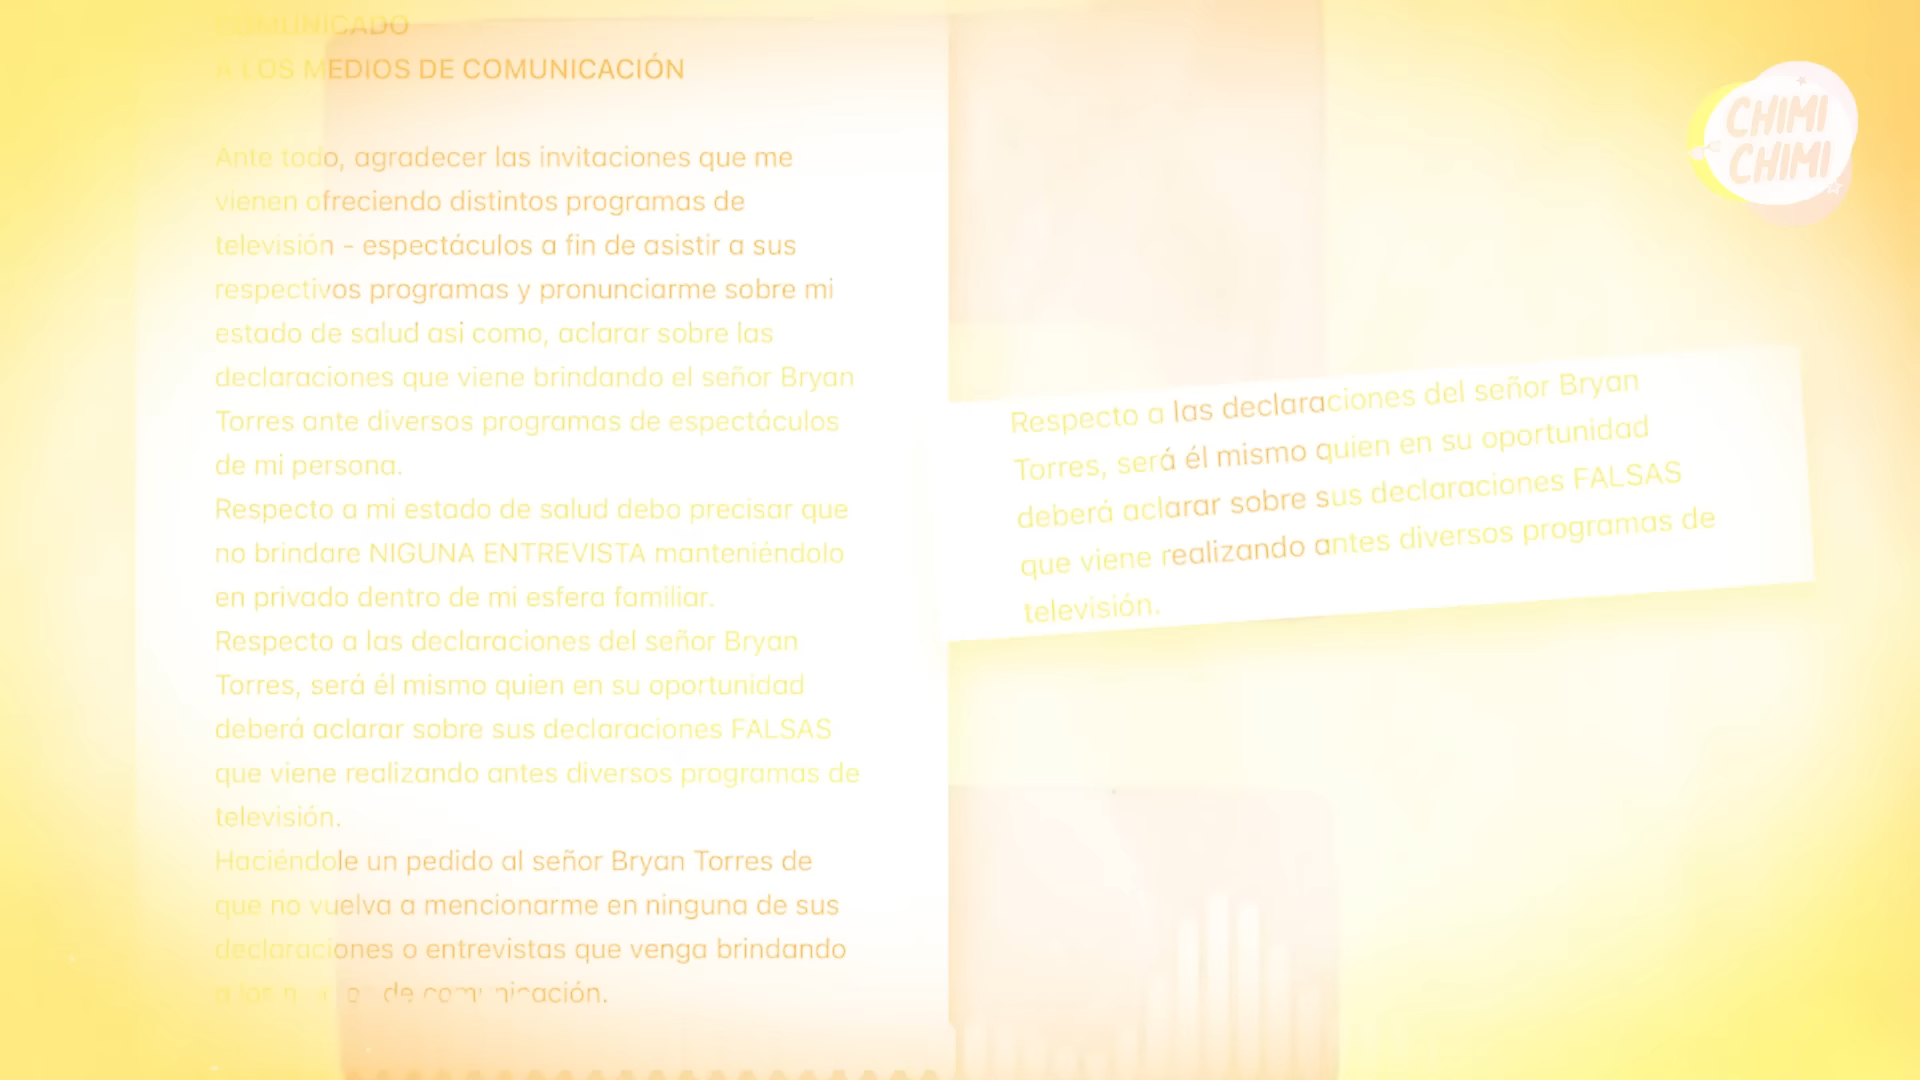 COMUNICADO
A LOS MEDIOS DE COMUNICACIÓN
Ante todo, agradecer las invitaciones que me
vienen ofreciendo distintos programas de
televisión - espectáculos a fin de asistir a sus
respectivos programas y pronunciarme sobre mi
estado de salud asi como, aclarar sobre las
declaraciones que viene brindando el señor Bryan
Torres ante diversos programas de espectáculos
de mi persona.
Respecto a mi estado de salud debo precisar que
no brindare NIGUNA ENTREVISTA manteniéndolo
en privado dentro de mi esfera familiar.
Respecto a las declaraciones del señor Bryan
Torres, será él mismo quien en su oportunidad
deberá aclarar sobre sus declaraciones FALSAS
que viene realizando antes diversos programas de
televisión.
Haciéndole un pedido al señor Bryan Torres de
que no vuelva a mencionarme en ninguna de sus
declaraciones o entrevistas que venga brindando
a los de comunicación.
Respecto a las declaraciones del señor Bryan
Torres, será él mismo quien en su oportunidad
deberá aclarar sobre sus declaraciones FALSAS
que viene realizando antes diversos programas de
televisión.
CHIMI
CHIMI